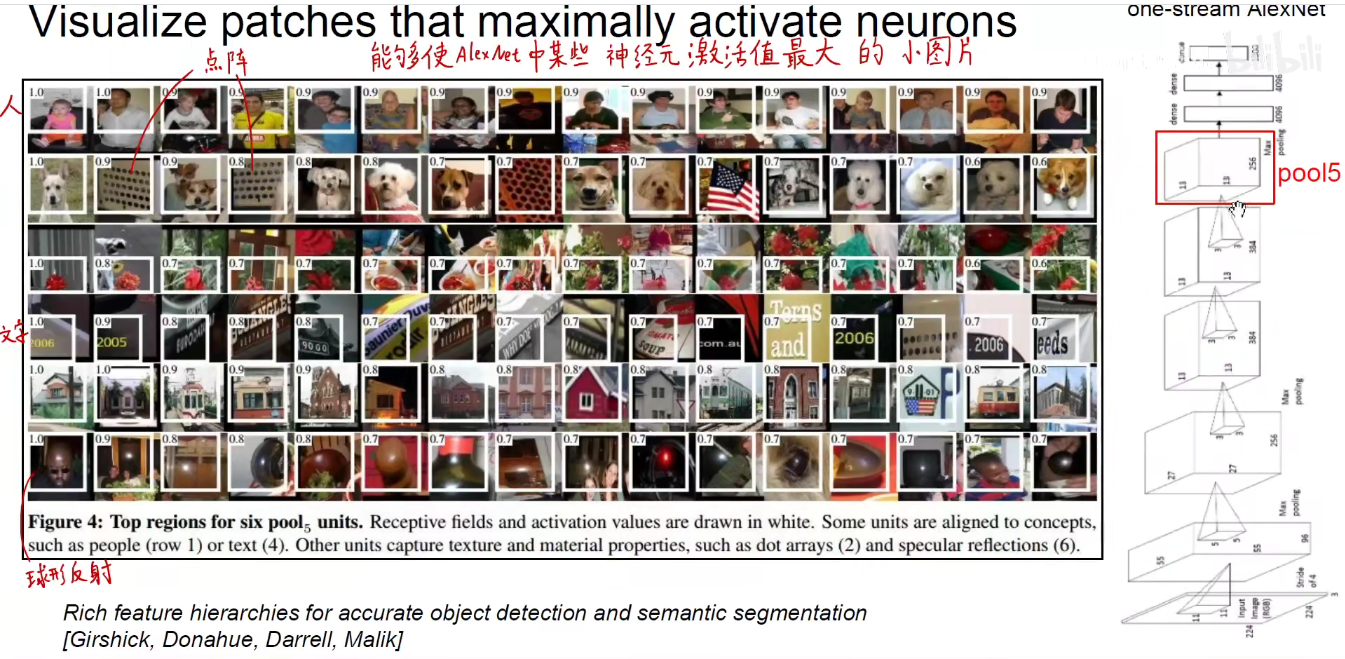 Visualize patches that maximally activate neurons
one-stream AlexNet
能够使AlexNet中某些 神经元激活值最大 的 小图片
点阵
人
1.0 1.0 0.9 0.9 0.9 0.9 0.9 0.9 0.9 0.9 0.9 0.9 0.9 0.9 0.9 0.9
1.0 0.9 0.9 0.8 0.8 0.8 0.7 0.7 0.7 0.7 0.7 0.7 0.7 0.6 0.6 0.6
1.0 0.8 0.7 0.7 0.7 0.7 0.7 0.7 0.7 0.7 0.7 0.7 0.7 0.7 0.6 0.6
文字
1.0 0.9 0.8 0.8 0.8 0.7 0.7 0.7 0.7 0.7 0.7 0.7 0.7 0.7 0.7 0.7
2006
2005
9000
WHY DOE
SOUP
com.au
Terns
and
2006
2006
eeds
1.0 0.9 0.9 0.9 0.9 0.8 0.8 0.8 0.8 0.8 0.8 0.8 0.8 0.8 0.8 0.8
1.0 0.9 0.8 0.8 0.8 0.7 0.7 0.7 0.7 0.7 0.7 0.7 0.7 0.7 0.7 0.7
Figure 4: Top regions for six pool5 units. Receptive fields and activation values are drawn in white. Some units are aligned to concepts,
such as people (row 1) or text (4). Other units capture texture and material properties, such as dot arrays (2) and specular reflections (6).
球形反射
Rich feature hierarchies for accurate object detection and semantic segmentation
[Girshick, Donahue, Darrell, Malik]
bilibili
dense
dense
4096
dense
4096
Max
pooling
256
13
13
pool5
3
3
384
13
13
3
3
384
13
13
Max
pooling
3
3
256
27
27
Max
pooling
5
5
96
55
55
Stride
of 4
11
11
Input
Image
(RGB)
3
224
224